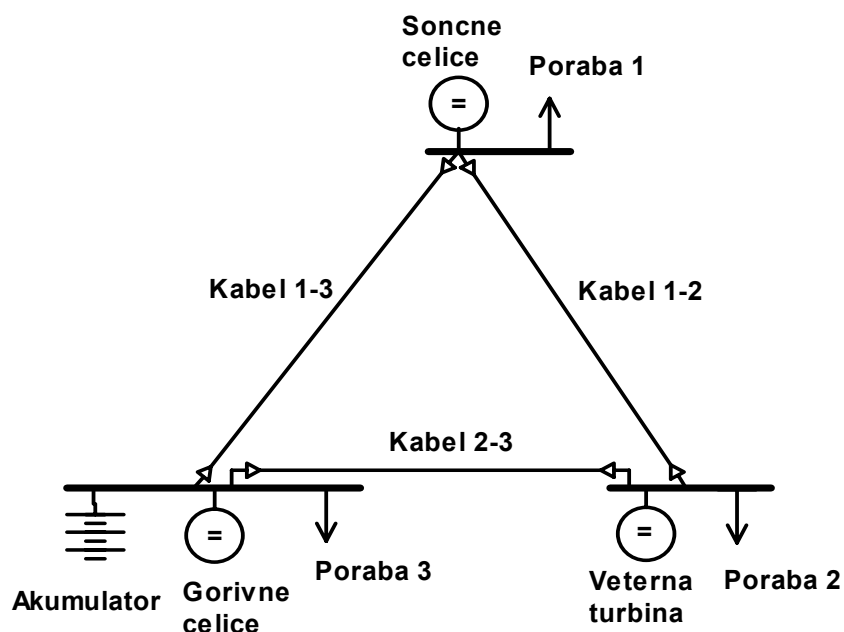 Soncne
celice
Poraba 1
=
Kabel 1-3
Kabel 1-2
Kabel 2-3
=
=
Akumulator
Gorivne
celice
Poraba 3
Veterna
turbina
Poraba 2